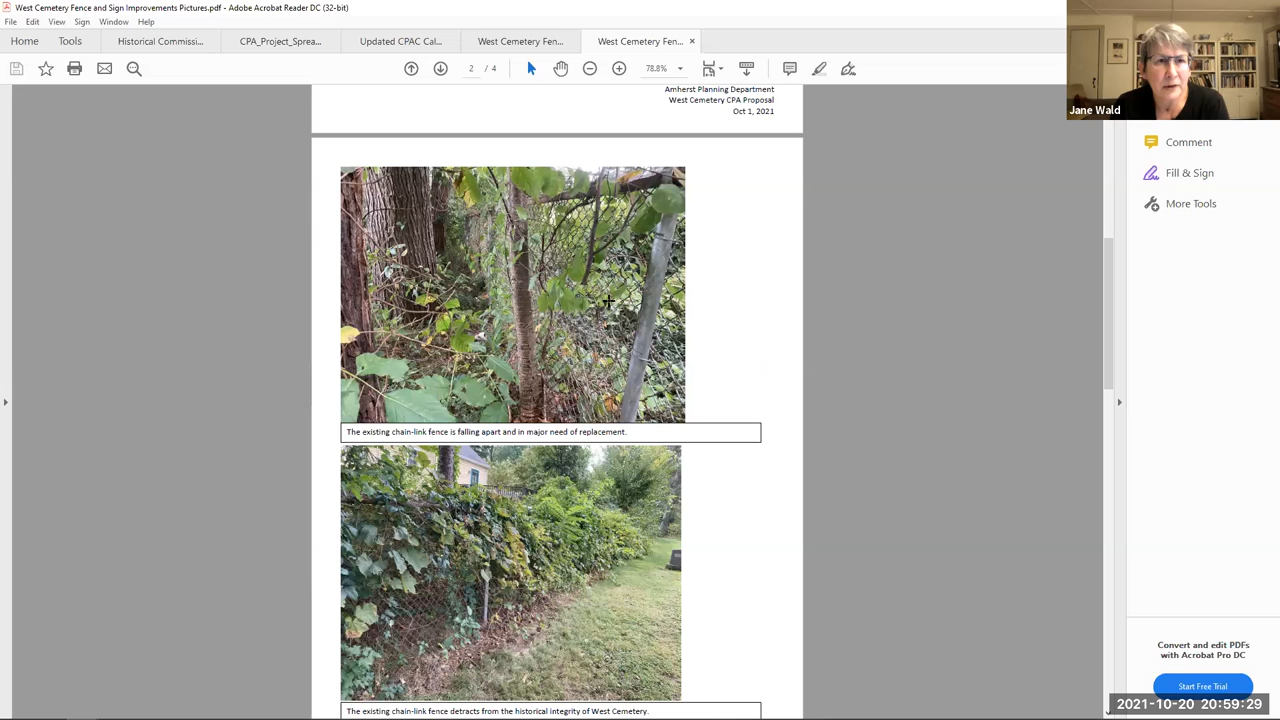 West Cemetery Fence and Sign Improvements Pictures.pdf - Adobe Acrobat Reader DC (32-bit)
File Edit View Sign Window Help
Home Tools Historical Commissi... CPA_Project_Sprea... Updated CPAC Cal... West Cemetery Fen... West Cemetery Fen... ×
2 / 4 78.8%
Jane Wald
Amherst Planning Department
West Cemetery CPA Proposal
Oct 1, 2021
Comment
Fill & Sign
More Tools
The existing chain-link fence is falling apart and in major need of replacement.
The existing chain-link fence detracts from the historical integrity of West Cemetery.
Convert and edit PDFs
with Acrobat Pro DC
Start Free Trial
2021-10-20 20:59:29